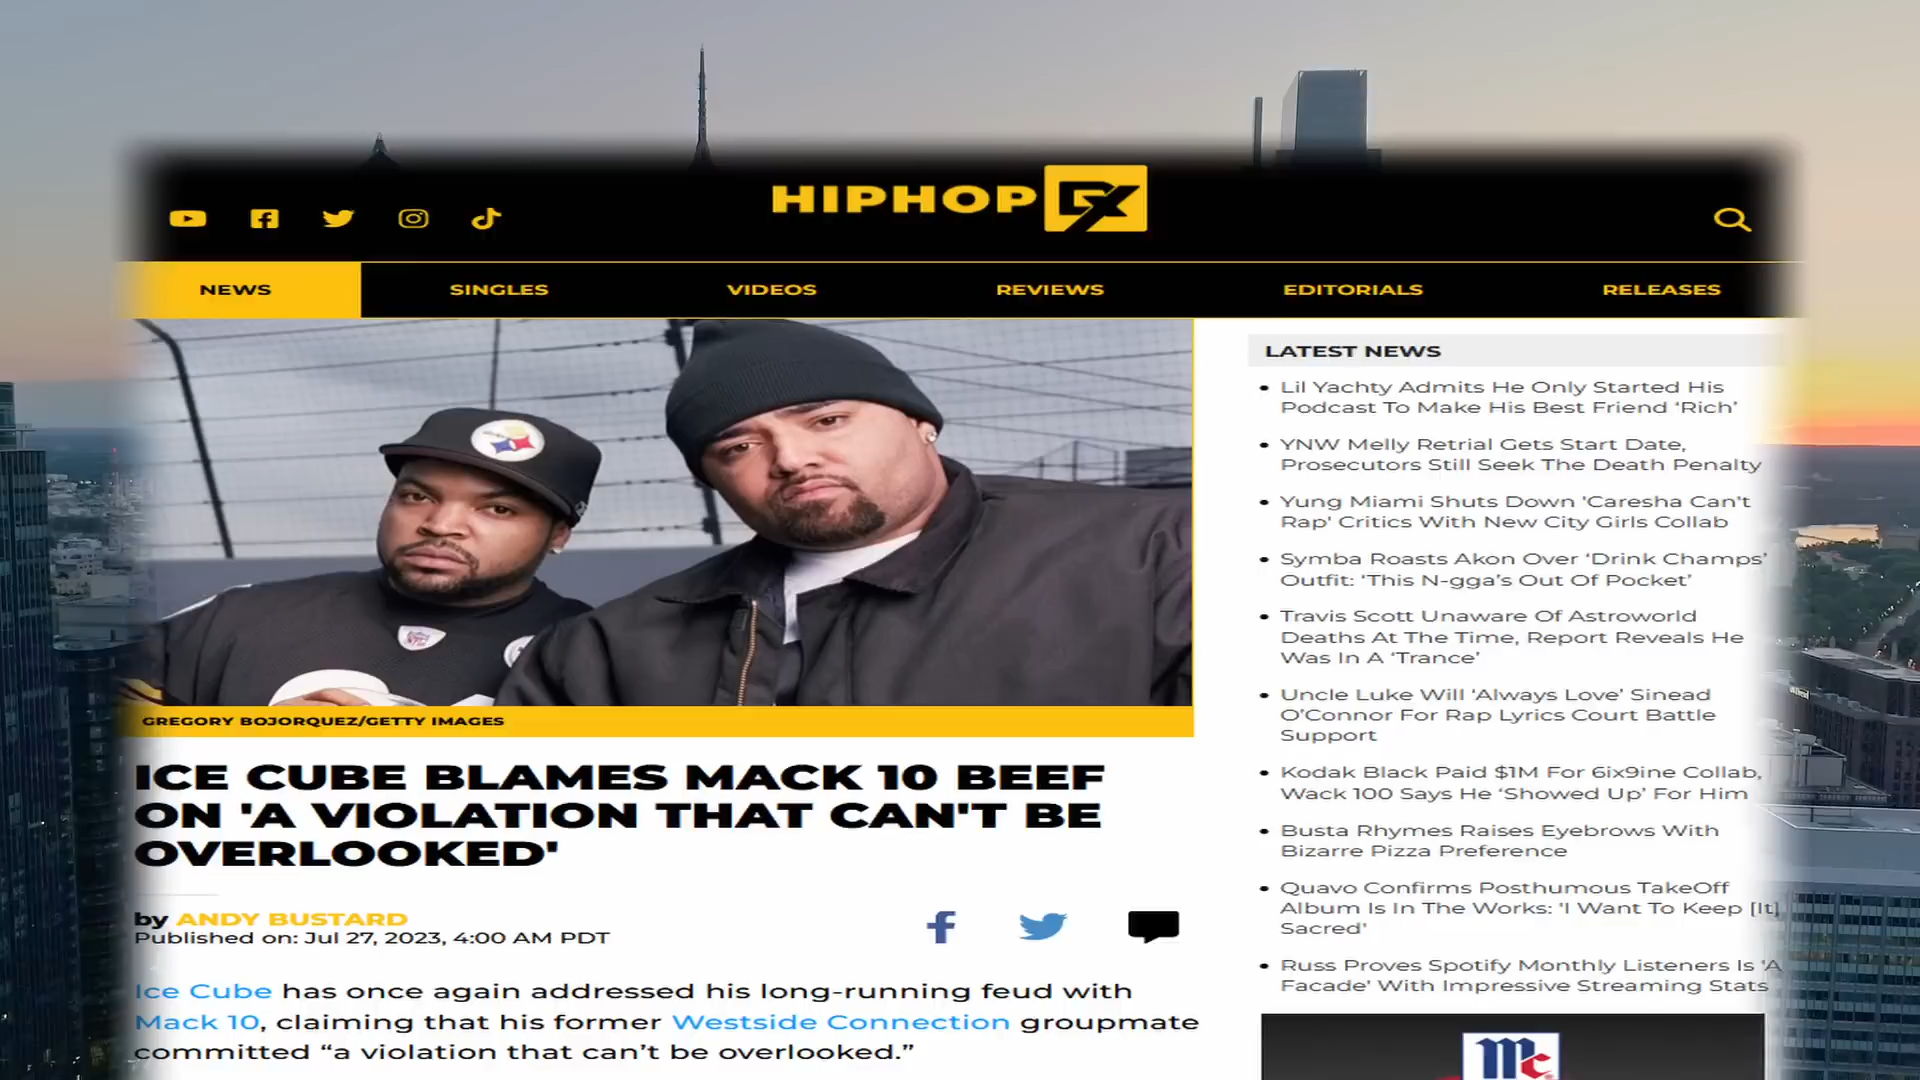 HIPHOP DX
NEWS
SINGLES
VIDEOS
REVIEWS
EDITORIALS
RELEASES
GREGORY BOJORQUEZ/GETTY IMAGES
ICE CUBE BLAMES MACK 10 BEEF
ON 'A VIOLATION THAT CAN'T BE
OVERLOOKED'
by ANDY BUSTARD
Published on: Jul 27, 2023, 4:00 AM PDT
Ice Cube has once again addressed his long-running feud with
Mack 10, claiming that his former Westside Connection groupmate
committed “a violation that can’t be overlooked.”
LATEST NEWS
Lil Yachty Admits He Only Started His
Podcast To Make His Best Friend ‘Rich’
YNW Melly Retrial Gets Start Date,
Prosecutors Still Seek The Death Penalty
Yung Miami Shuts Down 'Caresha Can't
Rap' Critics With New City Girls Collab
Symba Roasts Akon Over ‘Drink Champs’
Outfit: ‘This N-gga’s Out Of Pocket’
Travis Scott Unaware Of Astroworld
Deaths At The Time, Report Reveals He
Was In A ‘Trance’
Uncle Luke Will ‘Always Love’ Sinead
O’Connor For Rap Lyrics Court Battle
Support
Kodak Black Paid $1M For 6ix9ine Collab,
Wack 100 Says He ‘Showed Up’ For Him
Busta Rhymes Raises Eyebrows With
Bizarre Pizza Preference
Quavo Confirms Posthumous TakeOff
Album Is In The Works: 'I Want To Keep [It]
Sacred'
Russ Proves Spotify Monthly Listeners Is 'A
Facade' With Impressive Streaming Stats
Mc